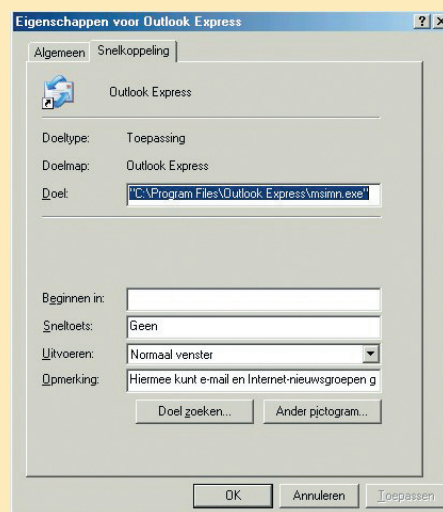 Eigenschappen voor Outlook Express
Algemeen Snelkoppeling
Outlook Express
Doeltype: Toepassing
Doelmap: Outlook Express
Doel: "C:\Program Files\Outlook Express\msimn.exe"
Beginnen in:
Sneltoets: Geen
Uitvoeren: Normaal venster
Opmerking: Hiermee kunt e-mail en Internet-nieuwsgroepen g
Doel zoeken... Ander pictogram...
OK Annuleren Toepassen